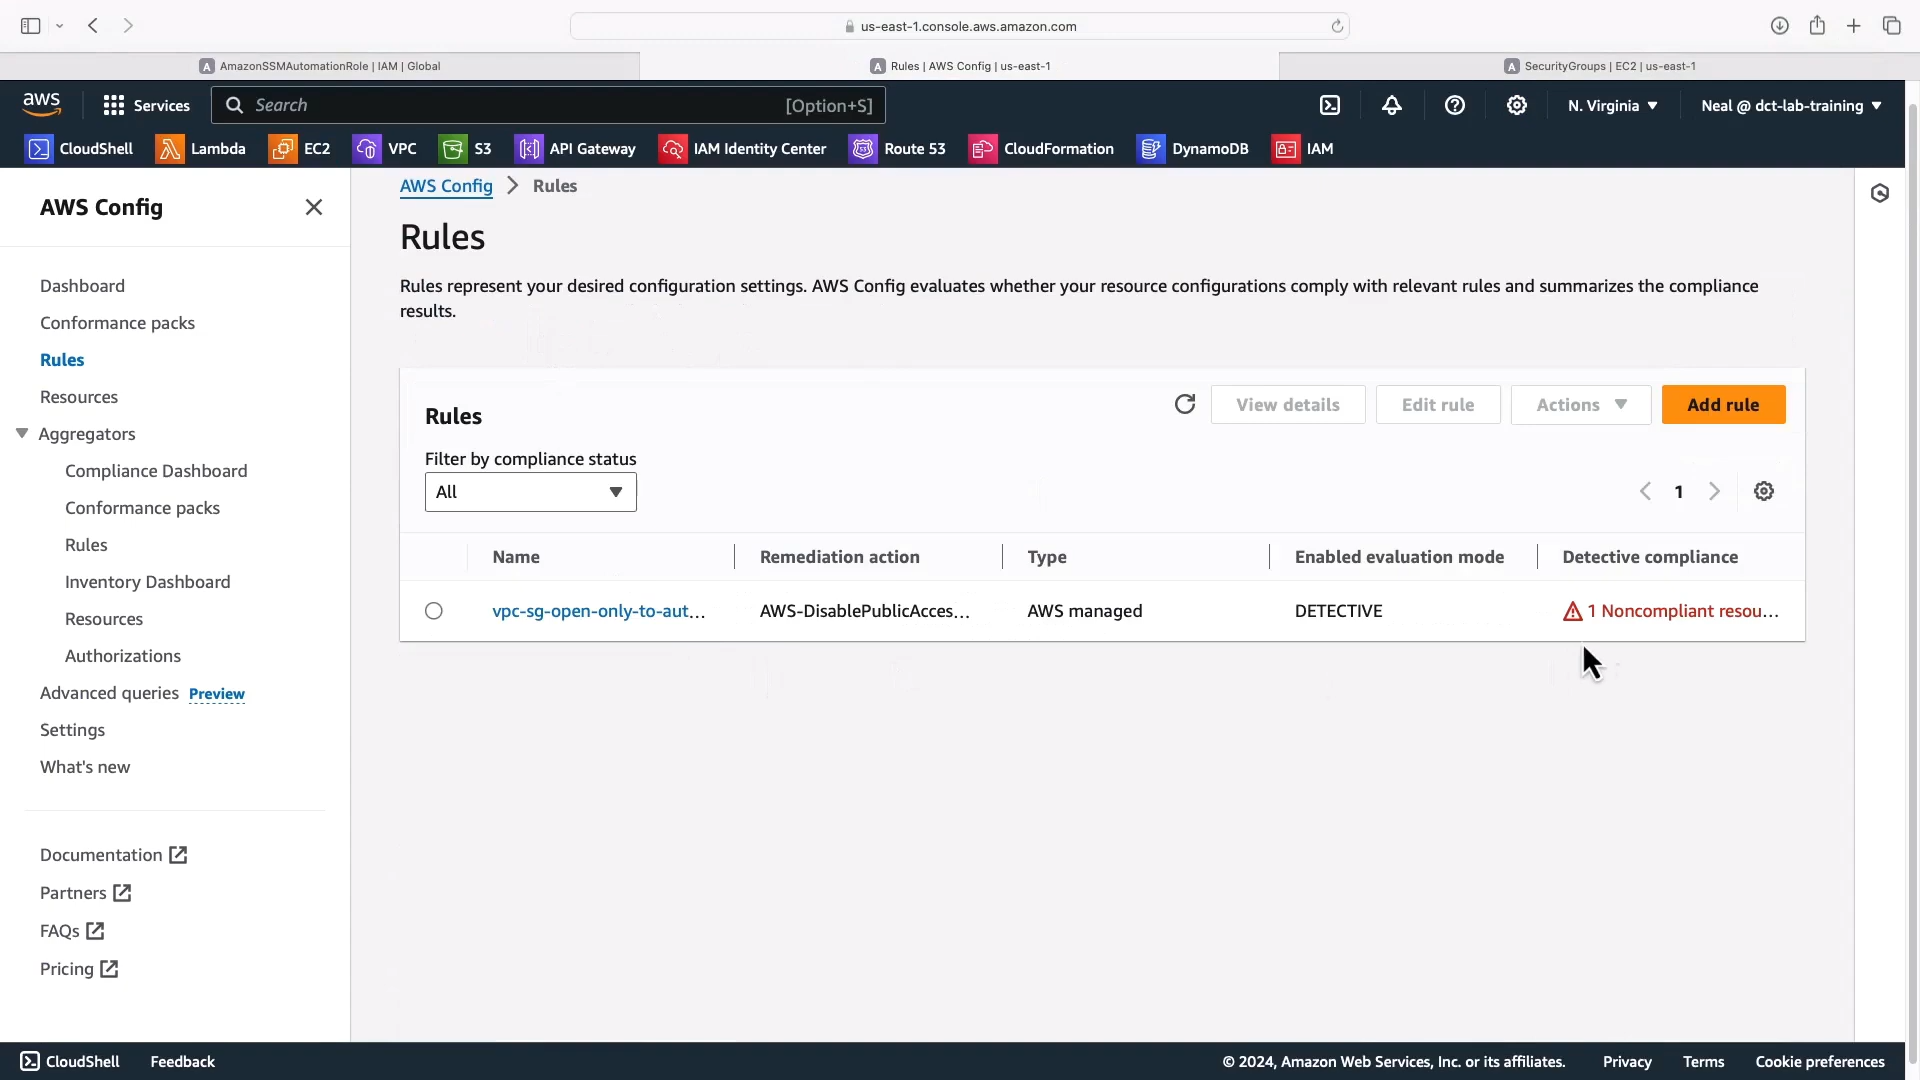 us-east-1.console.aws.amazon.com
AmazonSSMAutomationRole | IAM | Global
Rules | AWS Config | us-east-1
SecurityGroups | EC2 | us-east-1
aws
Services
Search
[Option+S]
N. Virginia
Neal @ dct-lab-training
CloudShell
Lambda
EC2
VPC
S3
API Gateway
IAM Identity Center
Route 53
CloudFormation
DynamoDB
IAM
AWS Config
Dashboard
Conformance packs
Rules
Resources
Aggregators
Compliance Dashboard
Conformance packs
Rules
Inventory Dashboard
Resources
Authorizations
Advanced queries Preview
Settings
What's new
Documentation
Partners
FAQs
Pricing
AWS Config > Rules
Rules
Rules represent your desired configuration settings. AWS Config evaluates whether your resource configurations comply with relevant rules and summarizes the compliance
results.
Rules
View details
Edit rule
Actions
Add rule
Filter by compliance status
All
1
Name
Remediation action
Type
Enabled evaluation mode
Detective compliance
vpc-sg-open-only-to-aut...
AWS-DisablePublicAcces...
AWS managed
DETECTIVE
1 Noncompliant resou...
CloudShell
Feedback
© 2024, Amazon Web Services, Inc. or its affiliates.
Privacy
Terms
Cookie preferences